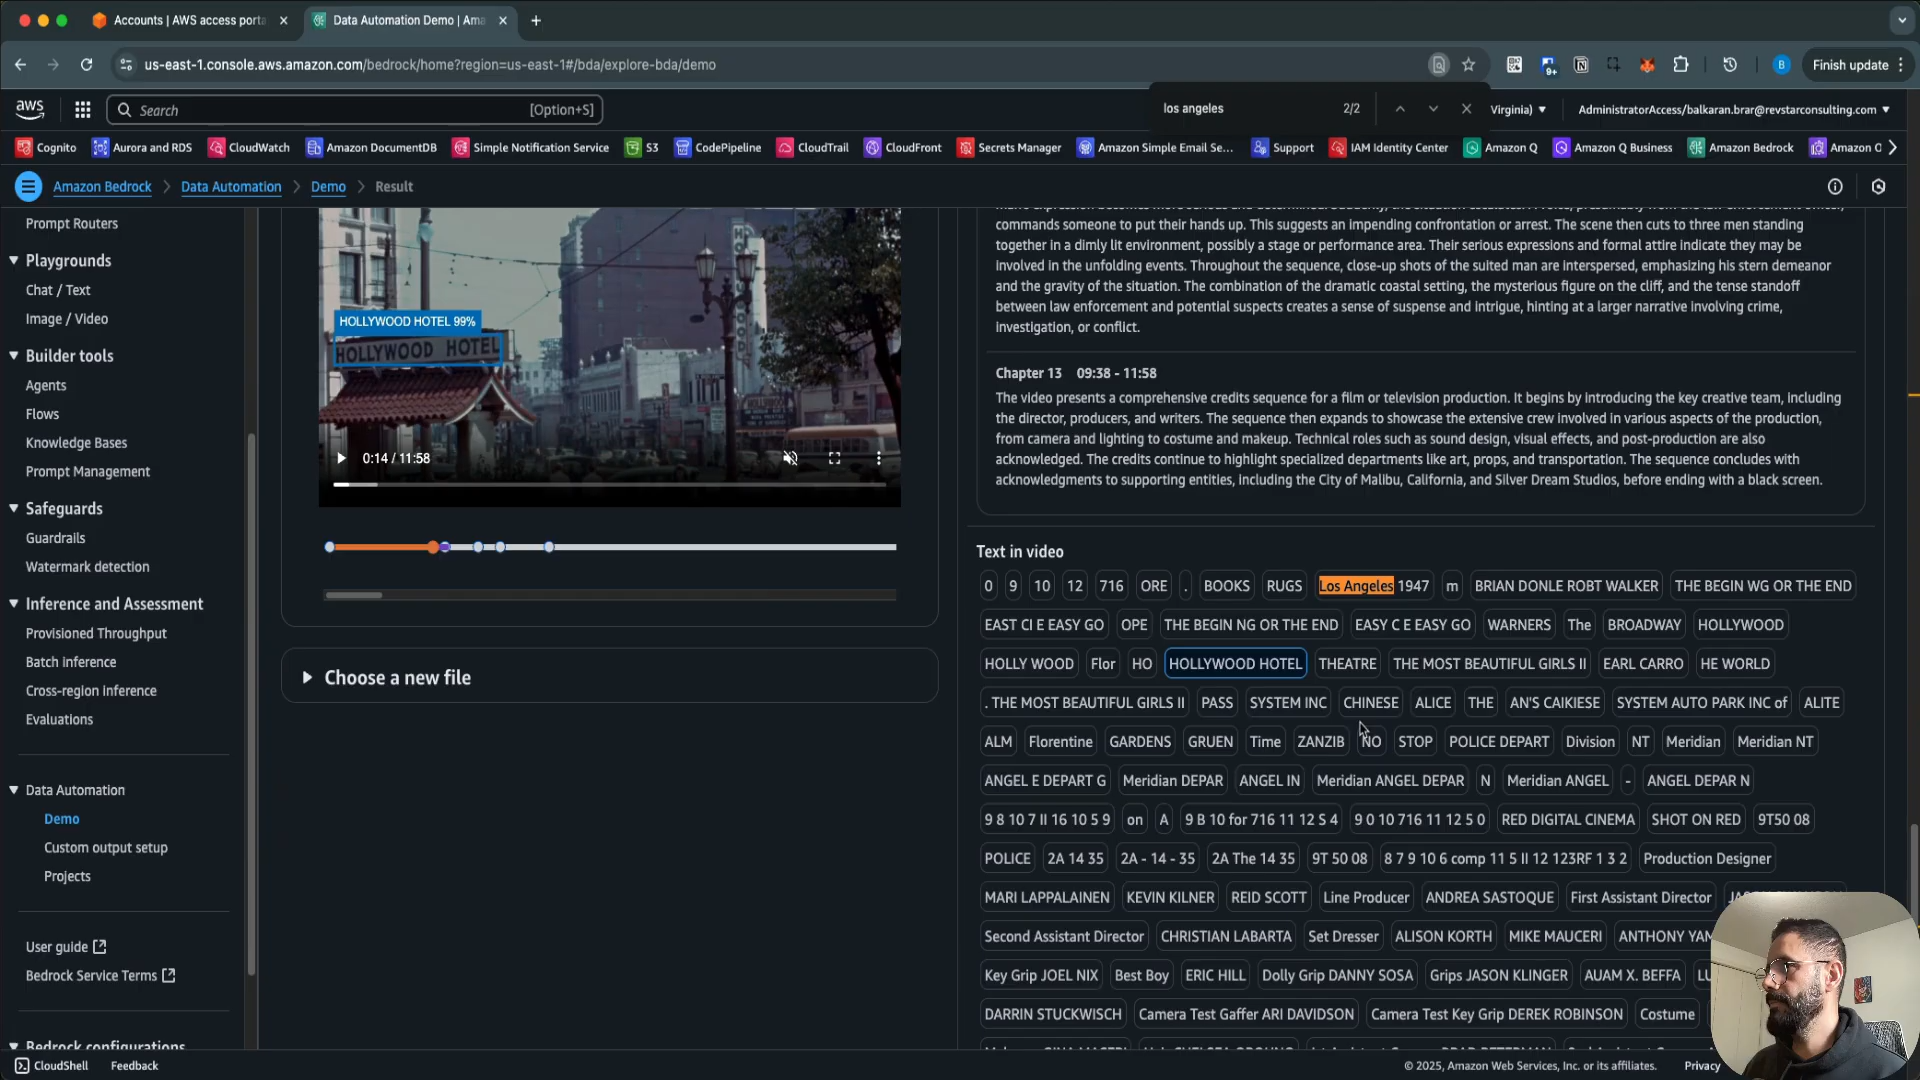 Accounts | AWS access porta
Data Automation Demo | Ama
us-east-1.console.aws.amazon.com/bedrock/home?region=us-east-1#/bda/explore-bda/demo
9+
B
Finish update
aws
Search
[Option+S]
los angeles
2/2
Virginia)
AdministratorAccess/balkaran.brar@revstarconsulting.com
Cognito
Aurora and RDS
CloudWatch
Amazon DocumentDB
Simple Notification Service
S3
CodePipeline
CloudTrail
CloudFront
Secrets Manager
Amazon Simple Email Se...
Support
IAM Identity Center
Amazon Q
Amazon Q Business
Amazon Bedrock
Amazon O
Amazon Bedrock > Data Automation > Demo > Result
Prompt Routers
Playgrounds
Chat / Text
Image / Video
Builder tools
Agents
Flows
Knowledge Bases
Prompt Management
Safeguards
Guardrails
Watermark detection
Inference and Assessment
Provisioned Throughput
Batch inference
Cross-region inference
Evaluations
Data Automation
Demo
Custom output setup
Projects
User guide
Bedrock Service Terms
Bedrock configurations
HOLLYWOOD HOTEL 99%
HOLLYWOOD HOTEL
0:14 / 11:58
Choose a new file
commands someone to put their hands up. This suggests an impending confrontation or arrest. The scene then cuts to three men standing
together in a dimly lit environment, possibly a stage or performance area. Their serious expressions and formal attire indicate they may be
involved in the unfolding events. Throughout the sequence, close-up shots of the suited man are interspersed, emphasizing his stern demeanor
and the gravity of the situation. The combination of the dramatic coastal setting, the mysterious figure on the cliff, and the tense standoff
between law enforcement and potential suspects creates a sense of suspense and intrigue, hinting at a larger narrative involving crime,
investigation, or conflict.
Chapter 13 09:38 - 11:58
The video presents a comprehensive credits sequence for a film or television production. It begins by introducing the key creative team, including
the director, producers, and writers. The sequence then expands to showcase the extensive crew involved in various aspects of the production,
from camera and lighting to costume and makeup. Technical roles such as sound design, visual effects, and post-production are also
acknowledged. The credits continue to highlight specialized departments like art, props, and transportation. The sequence concludes with
acknowledgments to supporting entities, including the City of Malibu, California, and Silver Dream Studios, before ending with a black screen.
Text in video
0 9 10 12 716 ORE . BOOKS RUGS Los Angeles 1947 m BRIAN DONLE ROBT WALKER THE BEGIN WG OR THE END
EAST CI E EASY GO OPE THE BEGIN NG OR THE END EASY C E EASY GO WARNERS The BROADWAY HOLLYWOOD
HOLLY WOOD Flor HO HOLLYWOOD HOTEL THEATRE THE MOST BEAUTIFUL GIRLS II EARL CARRO HE WORLD
. THE MOST BEAUTIFUL GIRLS II PASS SYSTEM INC CHINESE ALICE THE AN'S CAIKIESE SYSTEM AUTO PARK INC of ALITE
ALM Florentine GARDENS GRUEN Time ZANZIB NO STOP POLICE DEPART Division NT Meridian Meridian NT
ANGEL E DEPART G Meridian DEPAR ANGEL IN Meridian ANGEL DEPAR N Meridian ANGEL - ANGEL DEPAR N
9 8 10 7 II 16 10 5 9 on A 9 B 10 for 716 11 12 S 4 9 0 10 716 11 12 5 0 RED DIGITAL CINEMA SHOT ON RED 9T50 08
POLICE 2A 14 35 2A - 14 - 35 2A The 14 35 9T 50 08 8 7 9 10 6 comp 11 5 II 12 123RF 1 3 2 Production Designer
MARI LAPPALAINEN KEVIN KILNER REID SCOTT Line Producer ANDREA SASTOQUE First Assistant Director
Second Assistant Director CHRISTIAN LABARTA Set Dresser ALISON KORTH MIKE MAUCERI ANTHONY YAN
Key Grip JOEL NIX Best Boy ERIC HILL Dolly Grip DANNY SOSA Grips JASON KLINGER AUAM X. BEFFA
DARRIN STUCKWISCH Camera Test Gaffer ARI DAVIDSON Camera Test Key Grip DEREK ROBINSON Costume
CloudShell
Feedback
© 2025, Amazon Web Services, Inc. or its affiliates.
Privacy